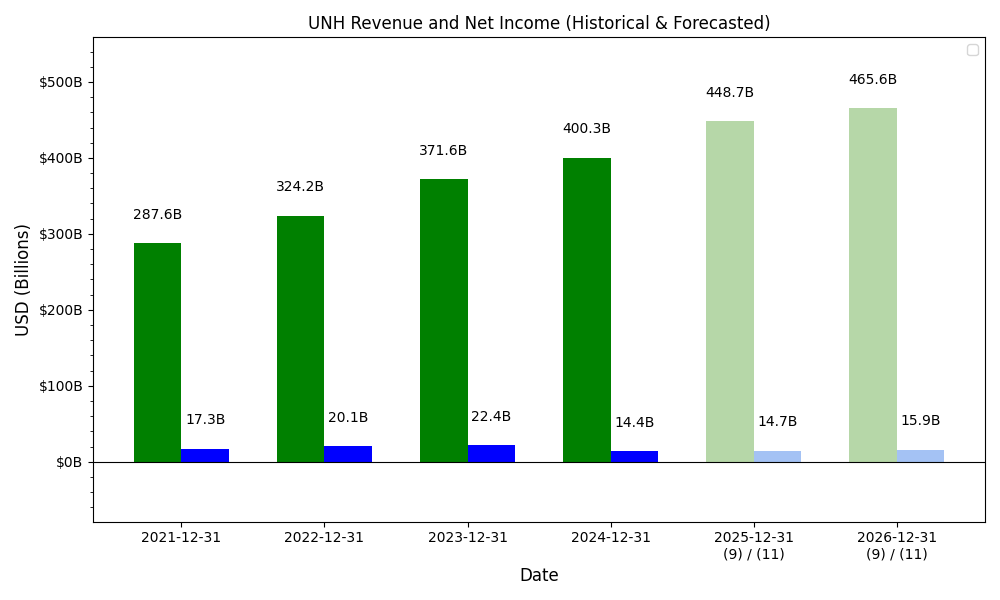 UNH Revenue and Net Income (Historical & Forecasted)
USD (Billions)
$500B
$400B
$300B
$200B
$100B
$0B
287.6B
17.3B
324.2B
20.1B
371.6B
22.4B
400.3B
14.4B
448.7B
14.7B
465.6B
15.9B
2021-12-31
2022-12-31
2023-12-31
2024-12-31
2025-12-31
(9) / (11)
2026-12-31
(9) / (11)
Date